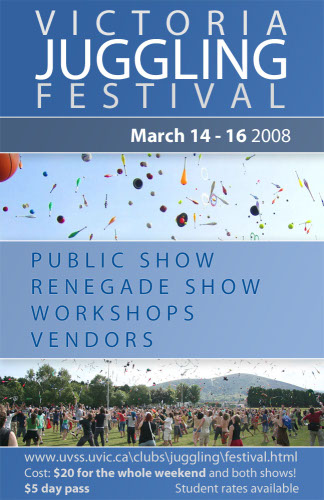 VICTORIA
JUGGLING
FESTIVAL
March 14 - 16 2008
PUBLIC SHOW
RENEGADE SHOW
WORKSHOPS
VENDORS
www.uvss.uvic.ca\clubs\juggling\festival.html
Cost: $20 for the whole weekend and both shows!
$5 day pass Student rates available